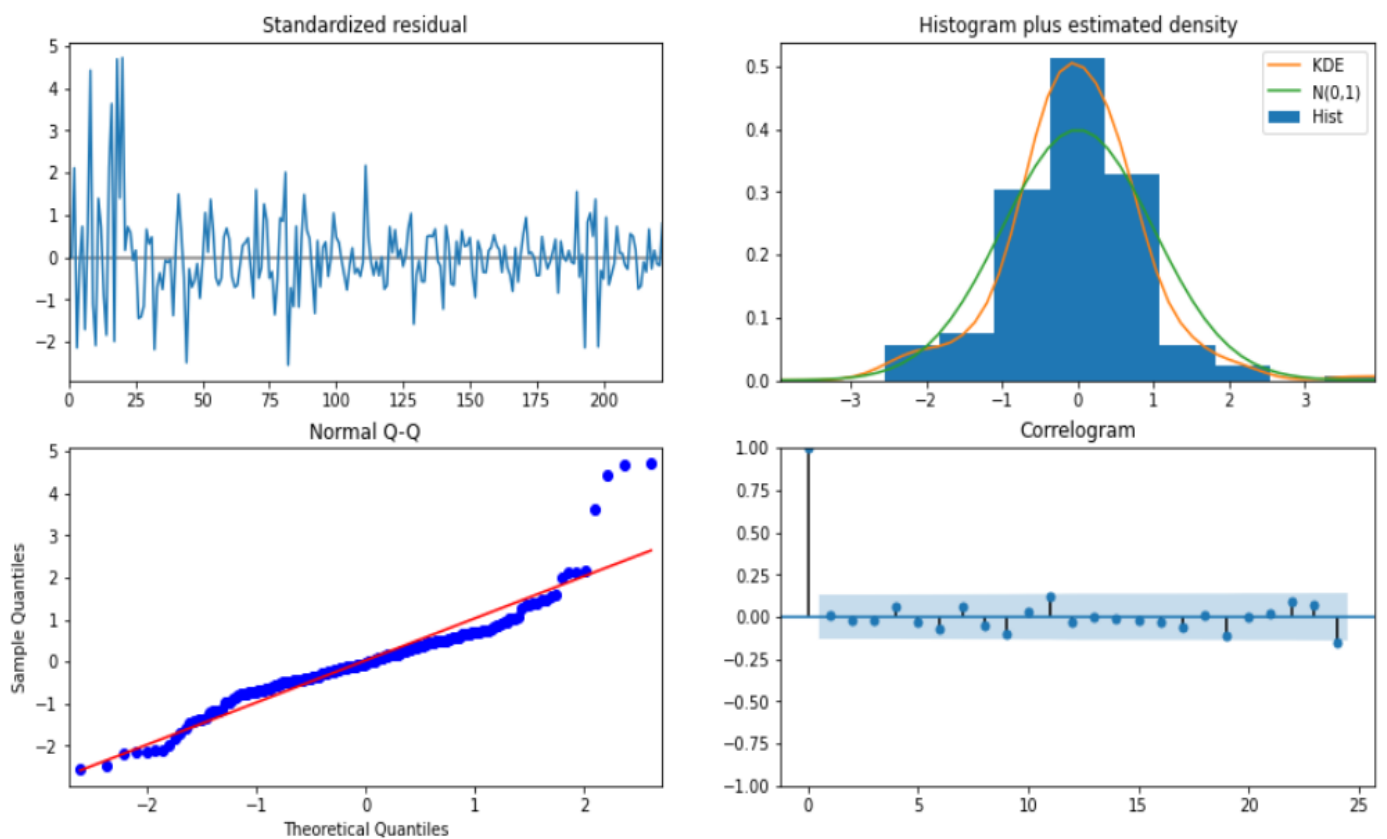 Standardized residual
5
4
3
2
1
0
−1
−2
0 25 50 75 100 125 150 175 200
Histogram plus estimated density
KDE
N(0,1)
Hist
0.5
0.4
0.3
0.2
0.1
0.0
−3 −2 −1 0 1 2 3
Normal Q-Q
Sample Quantiles
5
4
3
2
1
0
−1
−2
−2 −1 0 1 2
Theoretical Quantiles
Correlogram
1.00
0.75
0.50
0.25
0.00
−0.25
−0.50
−0.75
−1.00
0 5 10 15 20 25